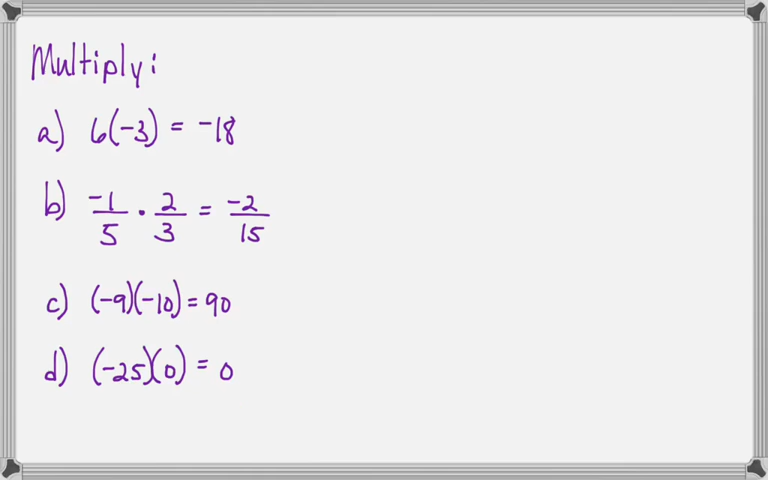 Multiply:
a) 6(-3) = -18
b) -1/5 · 2/3 = -2/15
c) (-9)(-10) = 90
d) (-25)(0) = 0